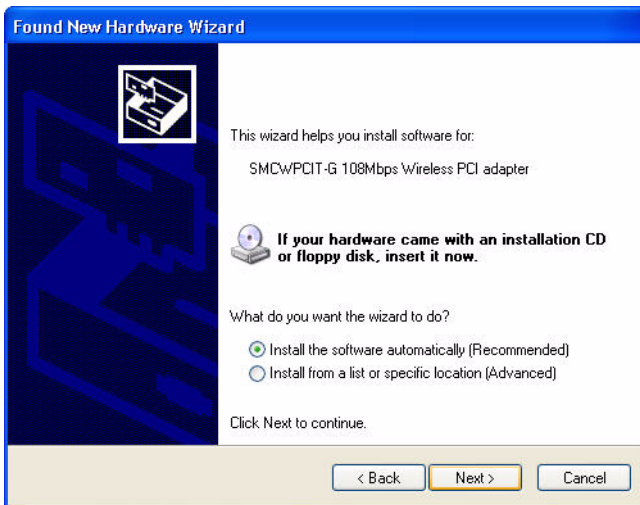 Found New Hardware Wizard
This wizard helps you install software for:
SMCWPCIT-G 108Mbps Wireless PCI adapter
If your hardware came with an installation CD
or floppy disk, insert it now.
What do you want the wizard to do?
Install the software automatically (Recommended)
Install from a list or specific location (Advanced)
Click Next to continue.
< Back
Next >
Cancel